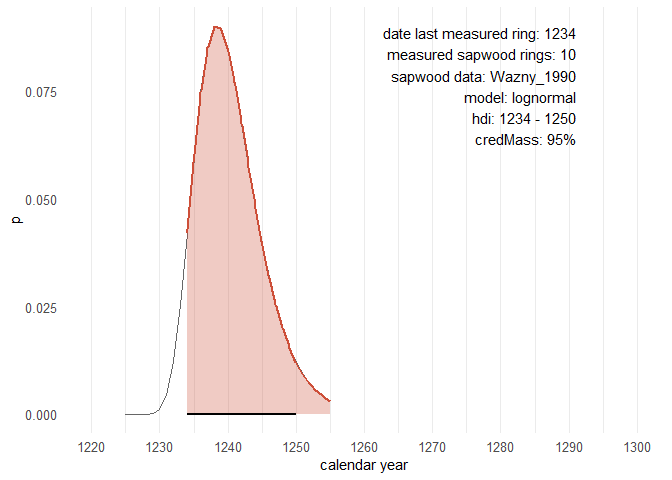 date last measured ring: 1234
measured sapwood rings: 10
sapwood data: Wazny_1990
model: lognormal
hdi: 1234 - 1250
credMass: 95%
0.075
0.050
0.025
0.000
p
1220 1230 1240 1250 1260 1270 1280 1290 1300
calendar year